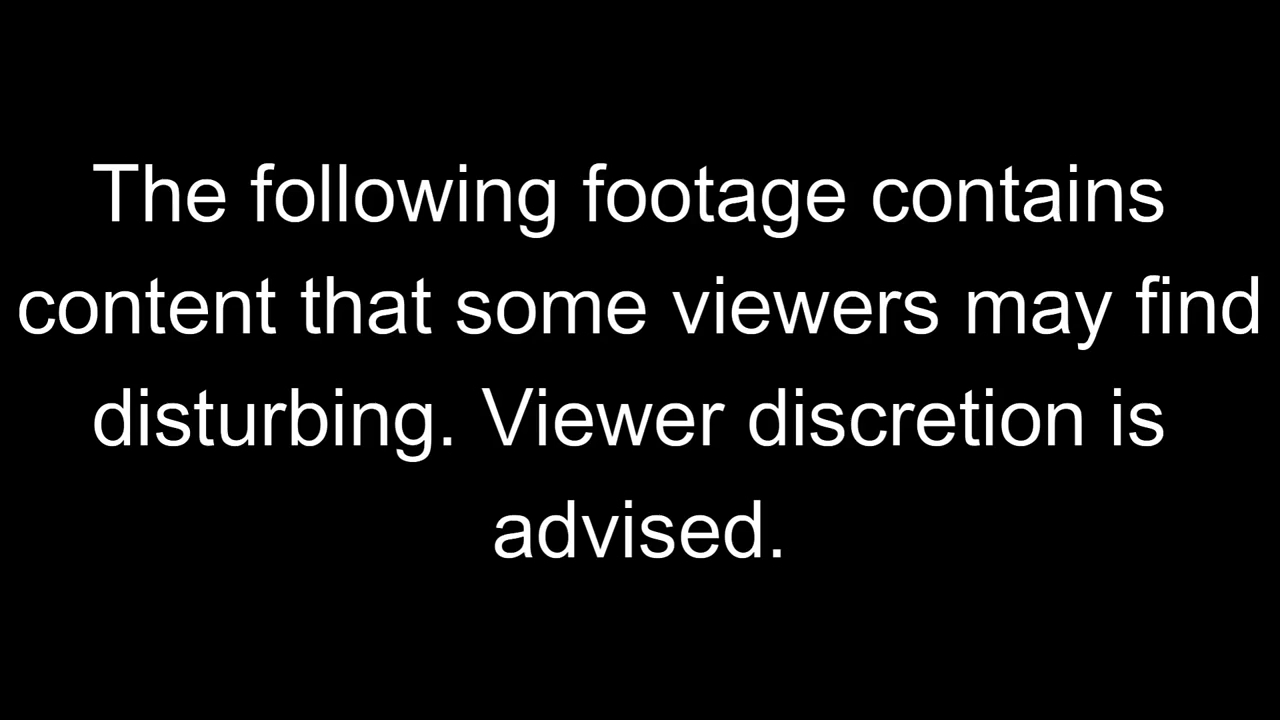 The following footage contains
content that some viewers may find
disturbing. Viewer discretion is
advised.